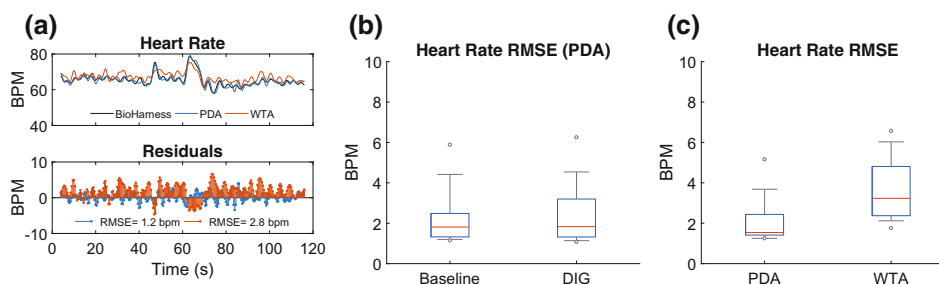 (a)
Heart Rate
BPM
80
60
40
BioHarness PDA WTA
Residuals
BPM
10
0
-10
RMSE= 1.2 bpm RMSE= 2.8 bpm
0 20 40 60 80 100 120
Time (s)
(b)
Heart Rate RMSE (PDA)
BPM
10
8
6
4
2
0
Baseline DIG
(c)
Heart Rate RMSE
BPM
10
8
6
4
2
0
PDA WTA